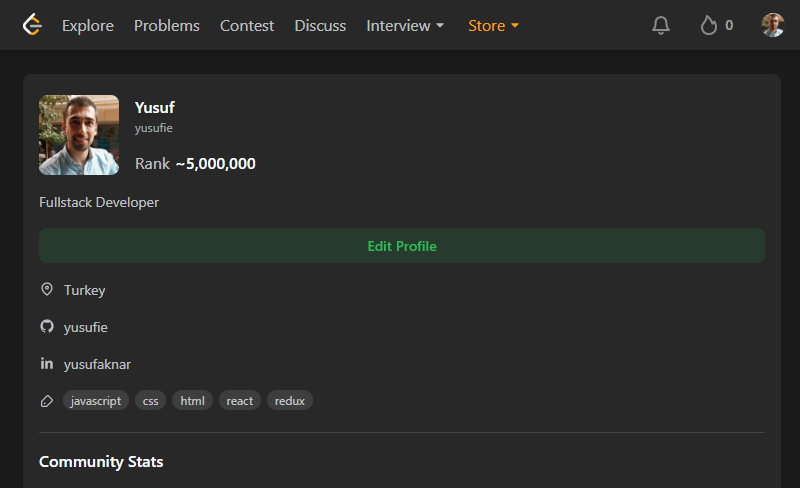 Explore Problems Contest Discuss Interview Store 0
Yusuf
yusufie
Rank ~5,000,000
Fullstack Developer
Edit Profile
Turkey
yusufie
in yusufaknar
javascript css html react redux
Community Stats